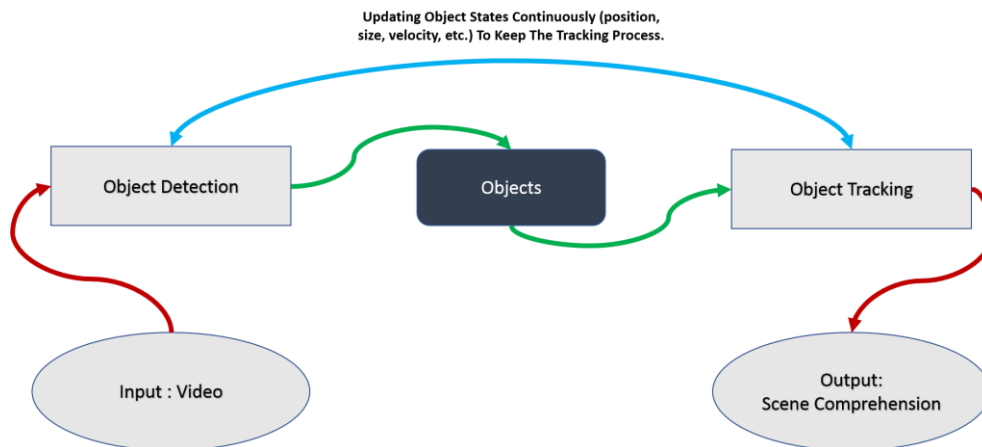 Updating Object States Continuously (position,
size, velocity, etc.) To Keep The Tracking Process.
Object Detection
Objects
Object Tracking
Input : Video
Output:
Scene Comprehension